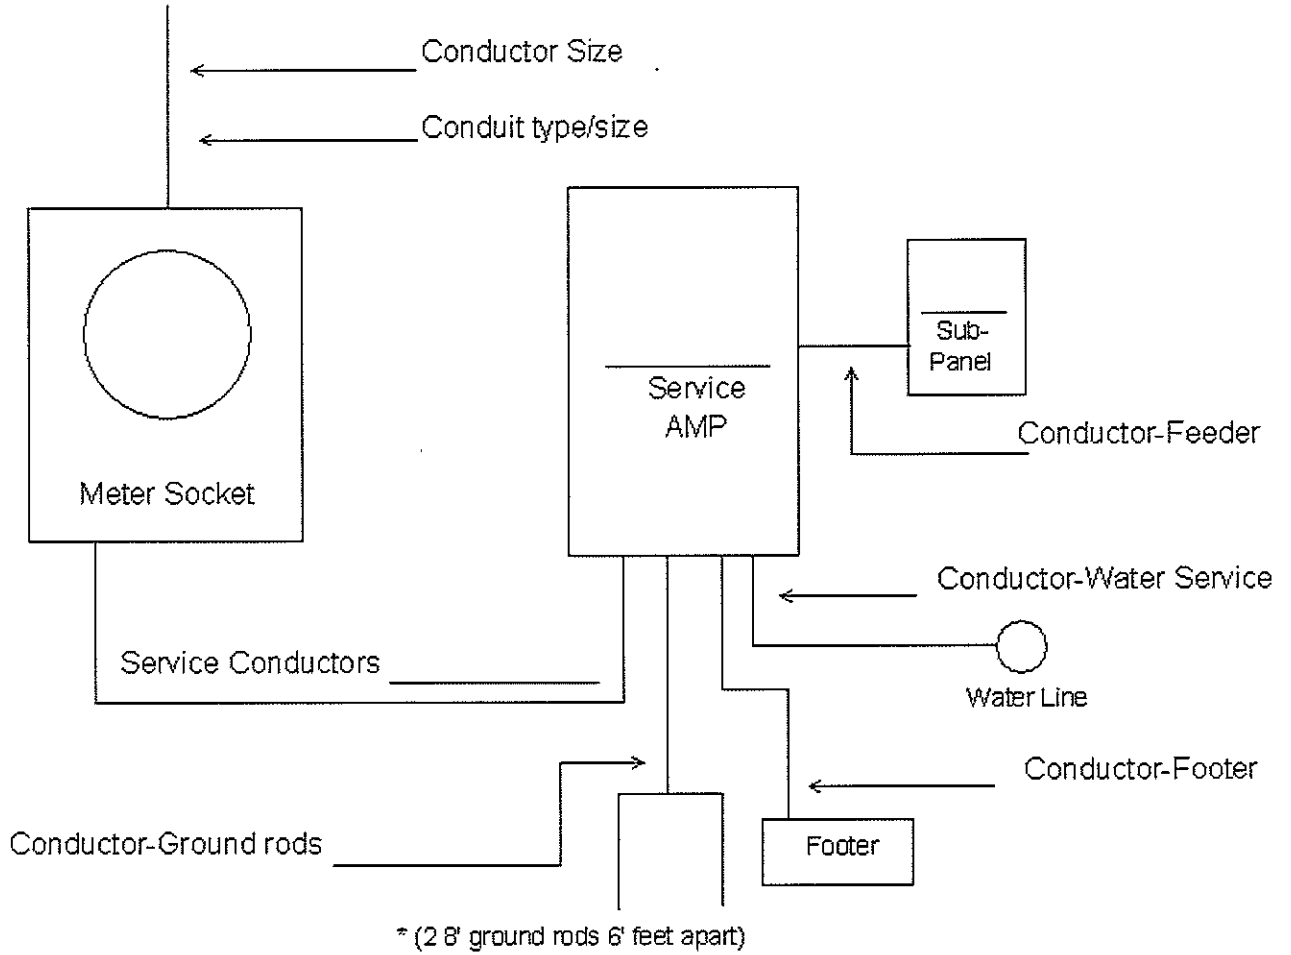 Conductor Size
Conduit type/size
Sub-
Panel
Service
AMP
Conductor-Feeder
Meter Socket
Conductor-Water Service
Service Conductors
Water Line
Conductor-Footer
Conductor-Ground rods
Footer
* (2 8' ground rods 6' feet apart)